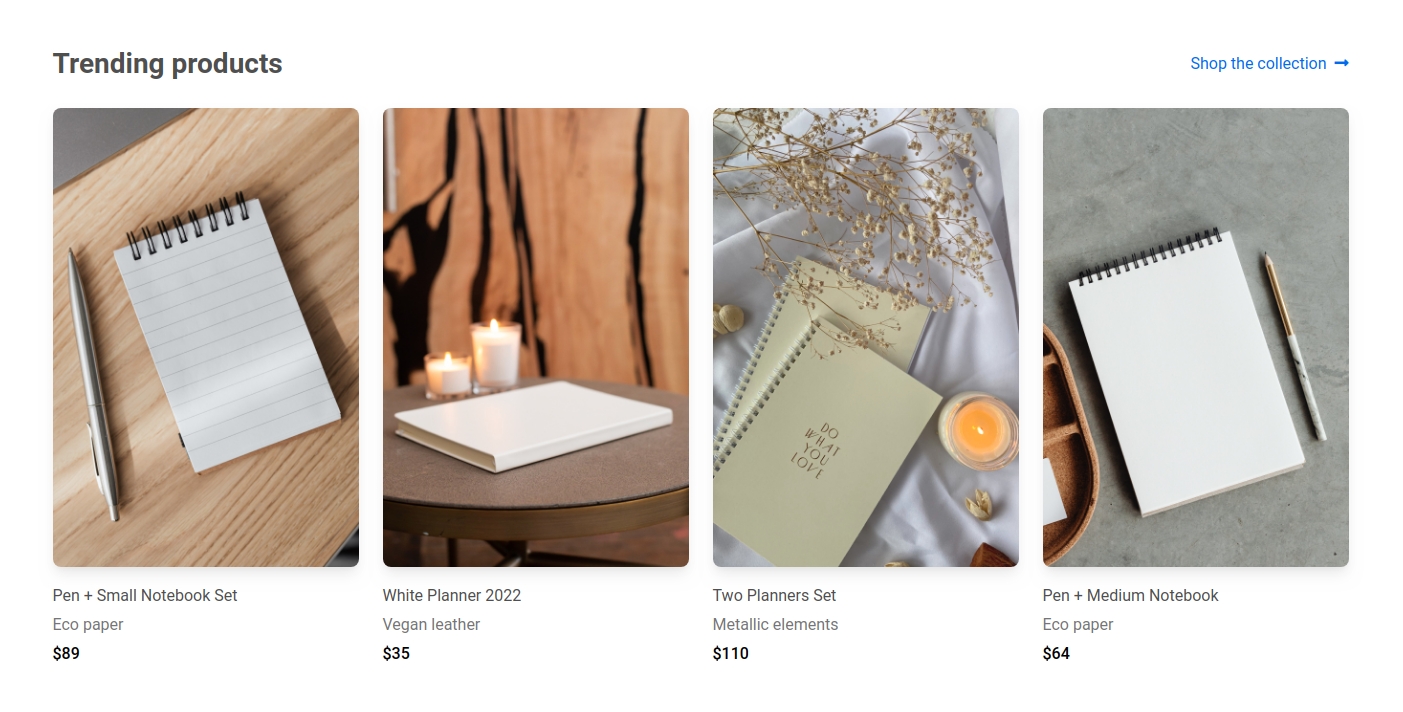 Trending products
Shop the collection
DO
WHAT
YOU
LOVE
Pen + Small Notebook Set
Eco paper
$89
White Planner 2022
Vegan leather
$35
Two Planners Set
Metallic elements
$110
Pen + Medium Notebook
Eco paper
$64